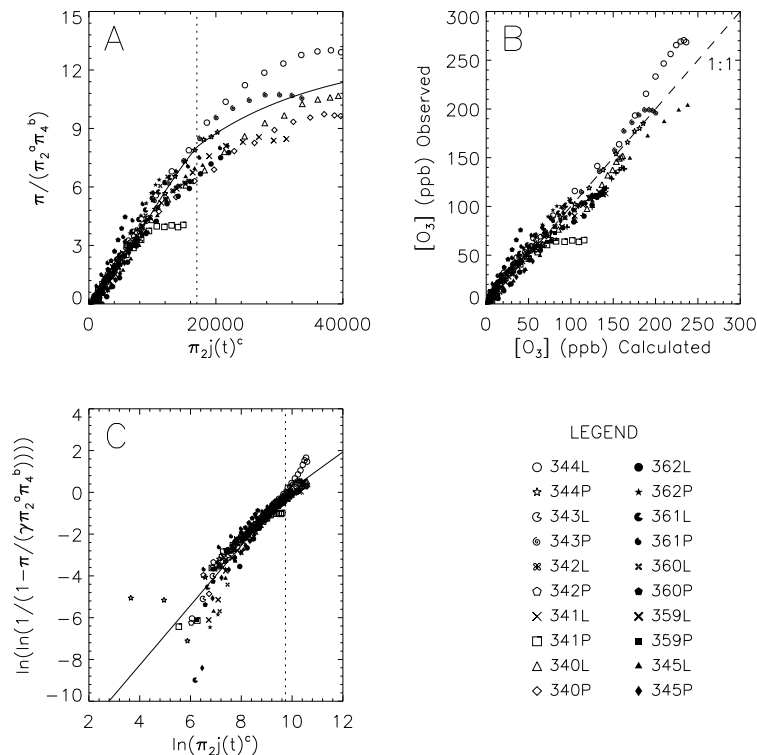 A
15
12
9
6
3
0
π/(π₂ᵃπ₄ᵇ)
0 20000 40000
π₂j(t)ᶜ
B
300
250
200
150
100
50
0
[O₃] (ppb) Observed
1:1
0 50 100 150 200 250 300
[O₃] (ppb) Calculated
C
4
2
0
−2
−4
−6
−8
−10
ln(ln(1/(1−π/(γπ₂ᵃπ₄ᵇ))))
2 4 6 8 10 12
ln(π₂j(t)ᶜ)
LEGEND
344L 362L
344P 362P
343L 361L
343P 361P
342L 360L
342P 360P
341L 359L
341P 359P
340L 345L
340P 345P